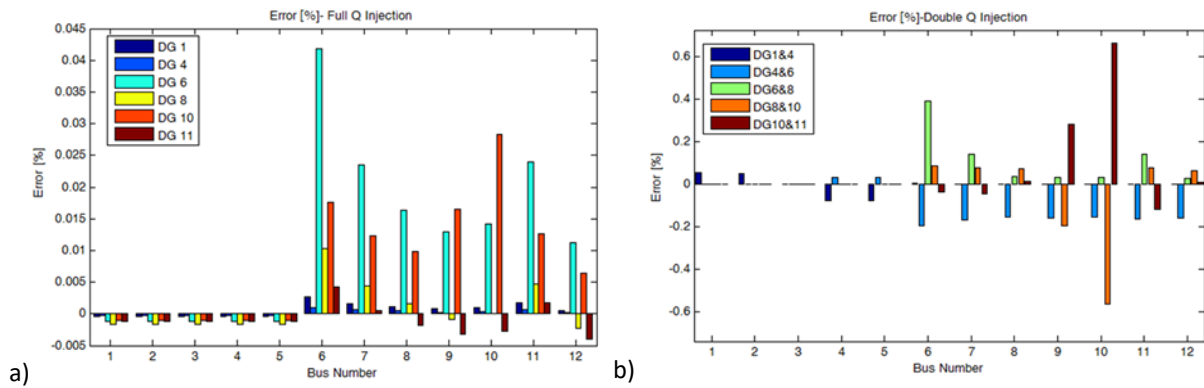 Error [%]- Full Q Injection
0.045
0.04
0.035
0.03
0.025
0.02
0.015
0.01
0.005
0
-0.005
Error [%]
DG 1
DG 4
DG 6
DG 8
DG 10
DG 11
1 2 3 4 5 6 7 8 9 10 11 12
Bus Number
a)
Error [%]-Double Q Injection
0.6
0.4
0.2
0
-0.2
-0.4
-0.6
Error [%]
DG1&4
DG4&6
DG6&8
DG8&10
DG10&11
1 2 3 4 5 6 7 8 9 10 11 12
Bus Number
b)